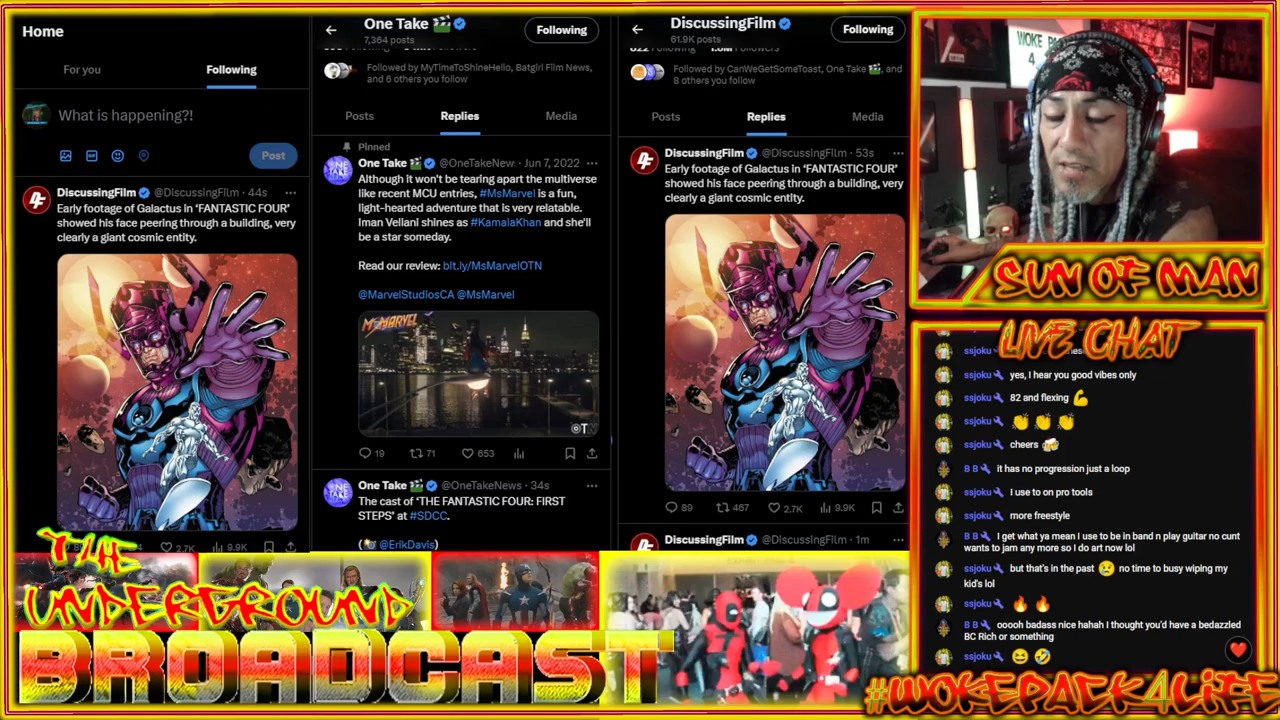 Home
For you
Following
What is happening?!
GIF
Post
DiscussingFilm @DiscussingFilm · 44s
Early footage of Galactus in 'FANTASTIC FOUR'
showed his face peering through a building, very
clearly a giant cosmic entity.
2.7K
9.9K
One Take 🎬
7,364 posts
Following
Followed by MyTimeToShineHello, Batgirl Film News,
and 6 others you follow
Posts
Replies
Media
Pinned
One Take 🎬 @OneTakeNew · Jun 7, 2022
Although it won't be tearing apart the multiverse
like recent MCU entries, #MsMarvel is a fun,
light-hearted adventure that is very relatable.
Iman Vellani shines as #KamalaKhan and she'll
be a star someday.
Read our review: bit.ly/MsMarvelOTN
@MarvelStudiosCA @MsMarvel
MS MARVEL
19
71
653
One Take 🎬 @OneTakeNews · 34s
The cast of 'THE FANTASTIC FOUR: FIRST
STEPS' at #SDCC.
(📸 @ErikDavis)
DiscussingFilm
61.9K posts
Following
Followed by CanWeGetSomeToast, One Take 🎬, and
8 others you follow
Posts
Replies
Media
DiscussingFilm @DiscussingFilm · 53s
Early footage of Galactus in 'FANTASTIC FOUR'
showed his face peering through a building, very
clearly a giant cosmic entity.
89
467
2.7K
9.9K
DiscussingFilm @DiscussingFilm · 1m
WOKE
4
SUN OF MAN
LIVE CHAT
ssjoku
ssjoku yes, I hear you good vibes only
ssjoku 82 and flexing 💪
ssjoku 👏 👏 👏
ssjoku cheers 🍻
B B it has no progression just a loop
ssjoku I use to on pro tools
ssjoku more freestyle
B B I get what ya mean I use to be in band n play guitar no cunt
wants to jam any more so I do art now lol
ssjoku but that's in the past 😢 no time to busy wiping my
kid's lol
ssjoku 🔥 🔥
B B ooooh badass nice hahah I thought you'd have a bedazzled
BC Rich or something
ssjoku 😆 🤣
THE
UNDERGROUND
BROADCAST
#WOKEPACK4LIFE